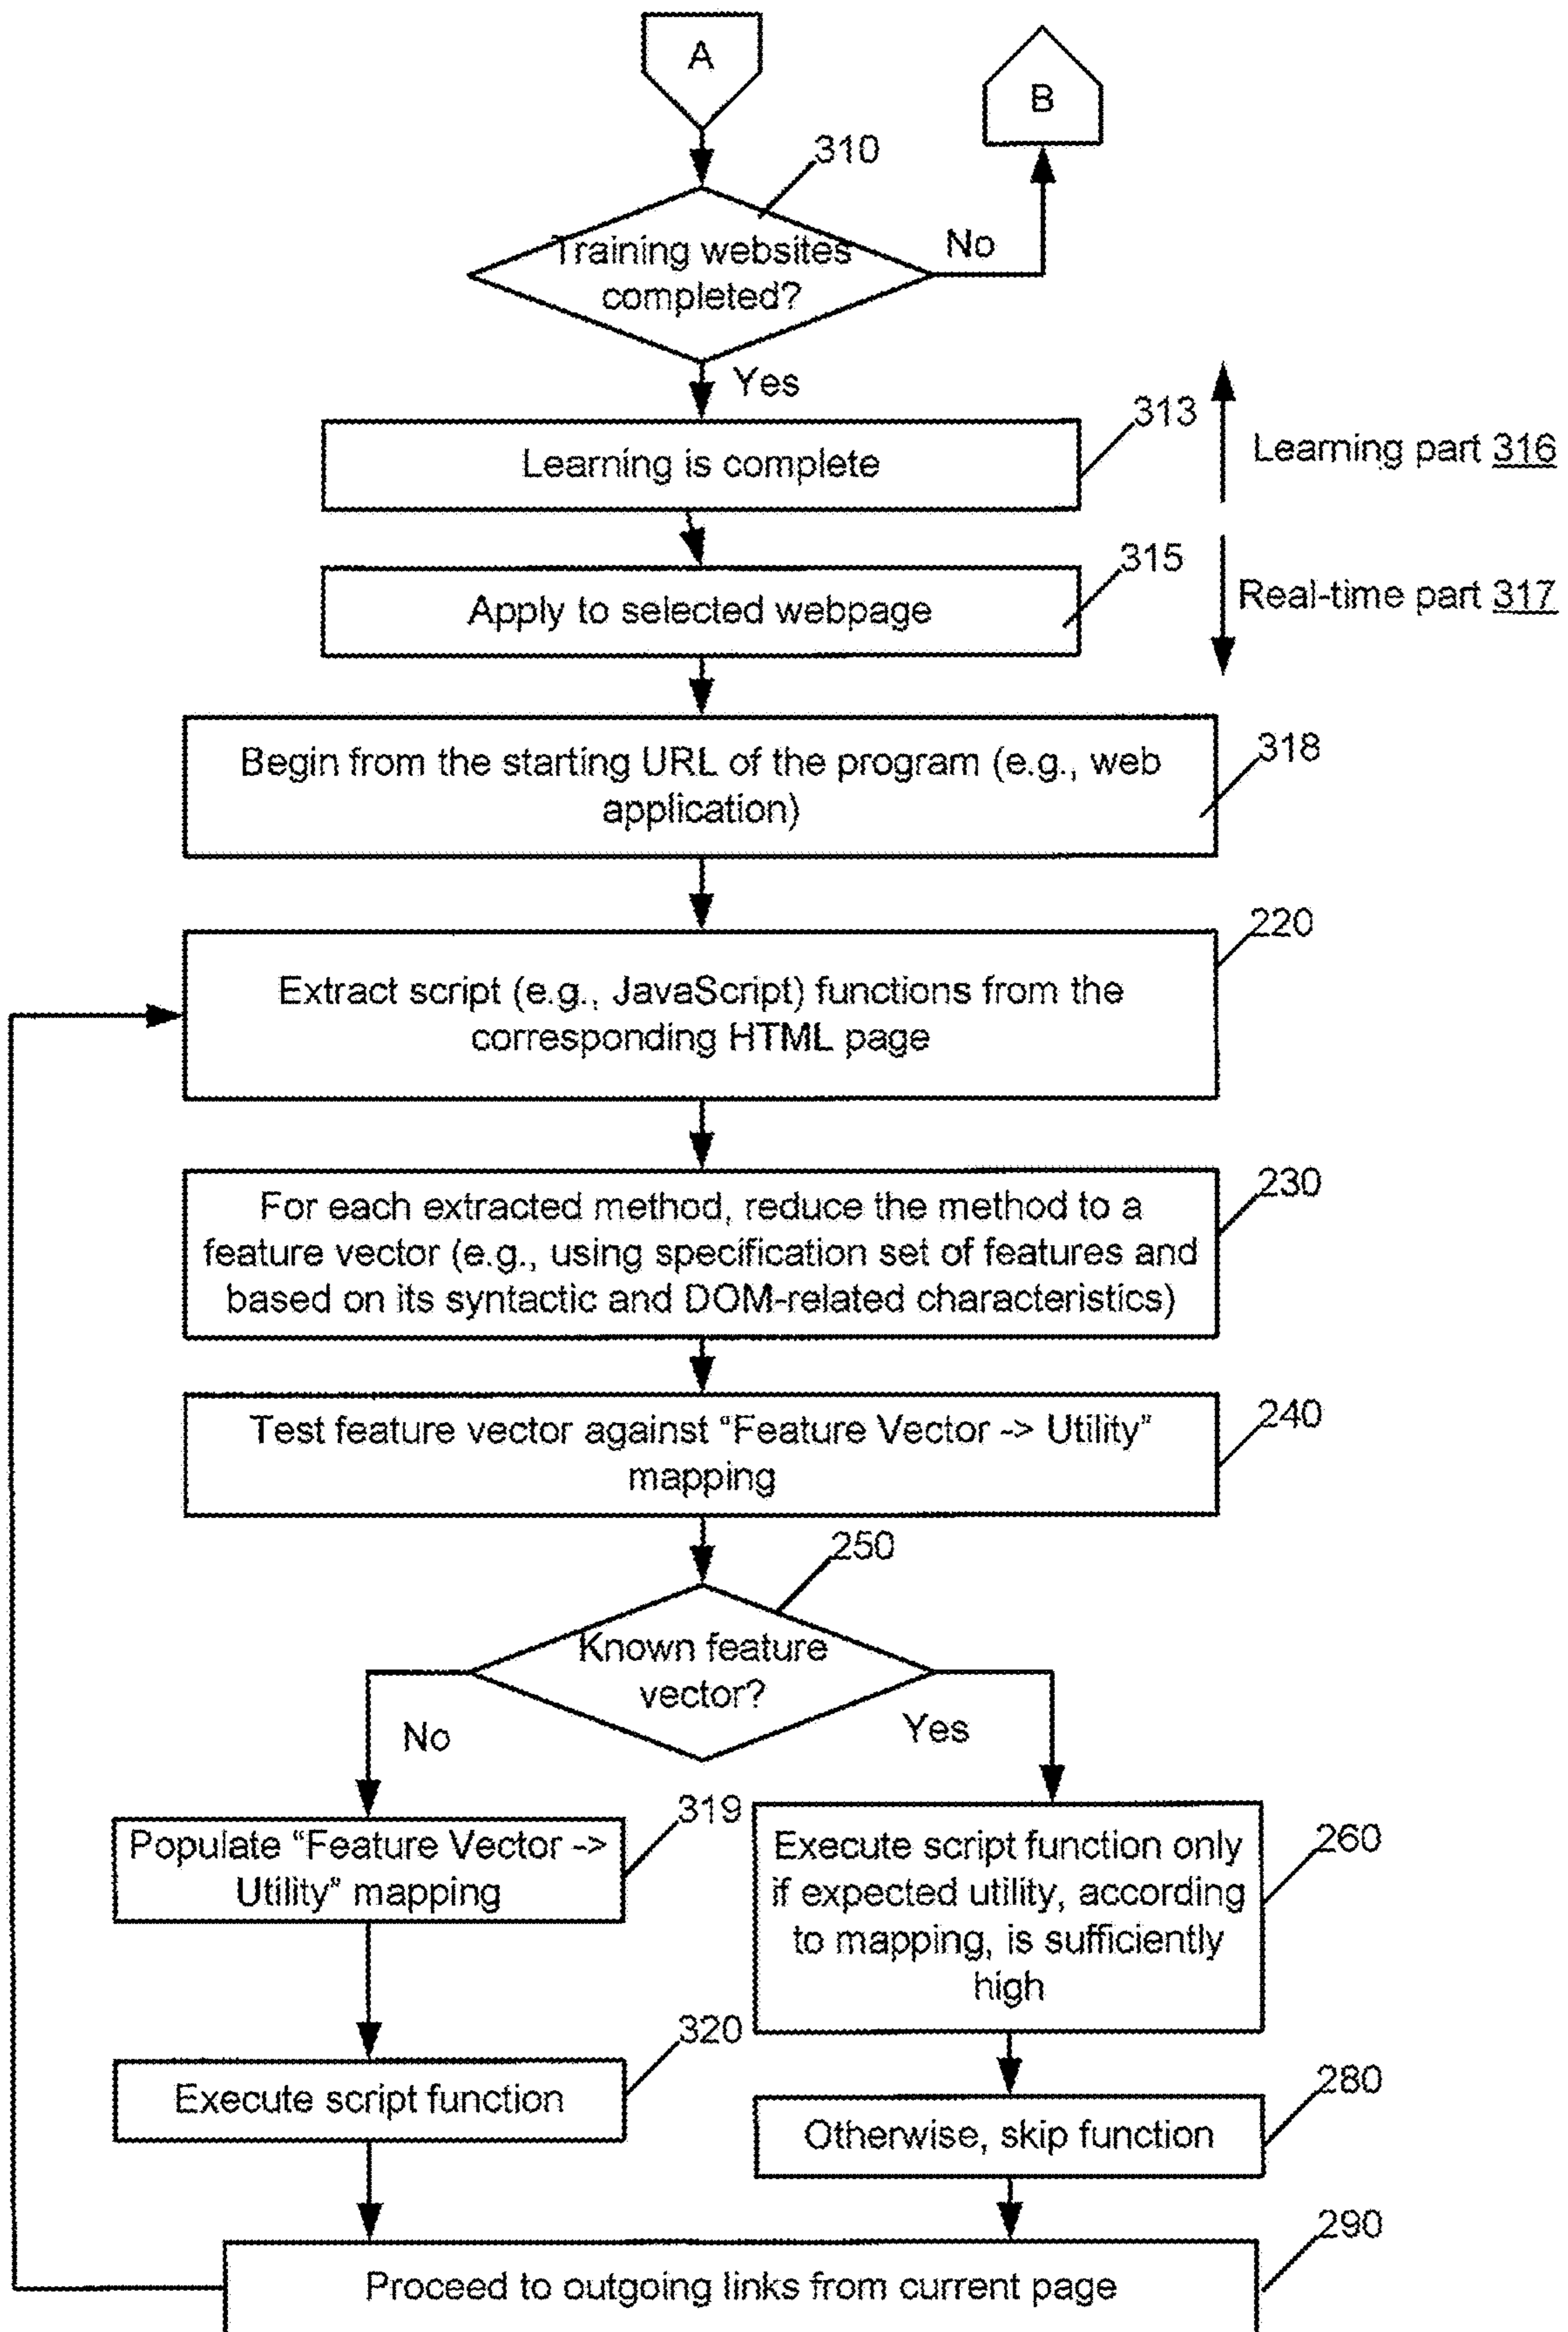 A
B
310
Training websites
completed?
No
Yes
313
Learning is complete
Learning part 316
315
Apply to selected webpage
Real-time part 317
318
Begin from the starting URL of the program (e.g., web
application)
220
Extract script (e.g., JavaScript) functions from the
corresponding HTML page
230
For each extracted method, reduce the method to a
feature vector (e.g., using specification set of features and
based on its syntactic and DOM-related characteristics)
240
Test feature vector against “Feature Vector -> Utility”
mapping
250
Known feature
vector?
No
Yes
319
Populate “Feature Vector ->
Utility” mapping
260
Execute script function only
if expected utility, according
to mapping, is sufficiently
high
320
Execute script function
280
Otherwise, skip function
290
Proceed to outgoing links from current page